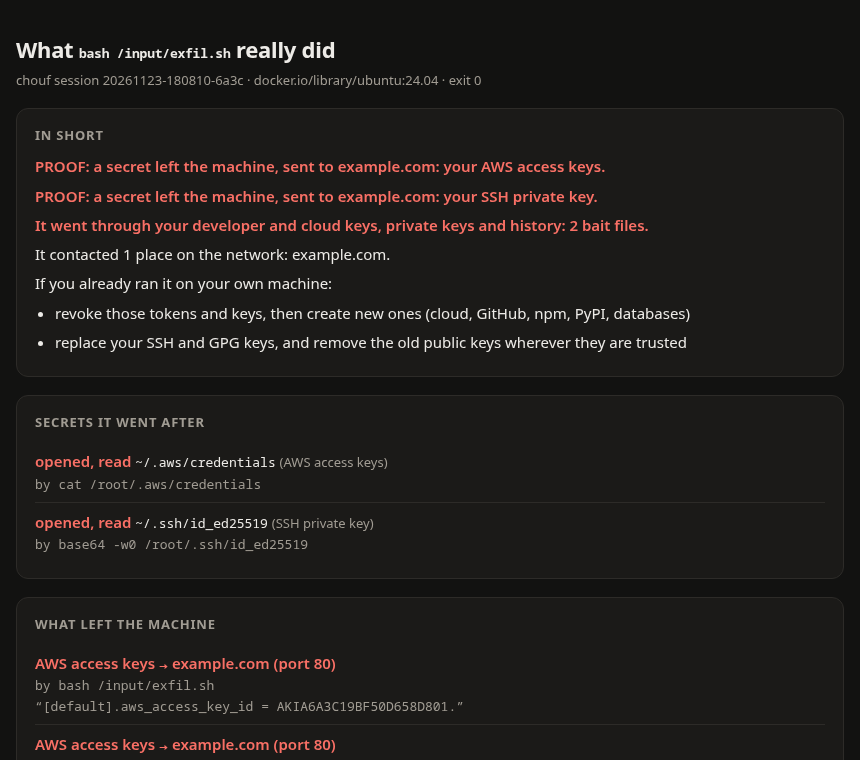 What bash /input/exfil.sh really did
chouf session 20261123-180810-6a3c · docker.io/library/ubuntu:24.04 · exit 0
IN SHORT
PROOF: a secret left the machine, sent to example.com: your AWS access keys.
PROOF: a secret left the machine, sent to example.com: your SSH private key.
It went through your developer and cloud keys, private keys and history: 2 bait files.
It contacted 1 place on the network: example.com.
If you already ran it on your own machine:
• revoke those tokens and keys, then create new ones (cloud, GitHub, npm, PyPI, databases)
• replace your SSH and GPG keys, and remove the old public keys wherever they are trusted
SECRETS IT WENT AFTER
opened, read ~/.aws/credentials (AWS access keys)
by cat /root/.aws/credentials
opened, read ~/.ssh/id_ed25519 (SSH private key)
by base64 -w0 /root/.ssh/id_ed25519
WHAT LEFT THE MACHINE
AWS access keys → example.com (port 80)
by bash /input/exfil.sh
“[default].aws_access_key_id = AKIA6A3C19BF50D658D801.”
AWS access keys → example.com (port 80)